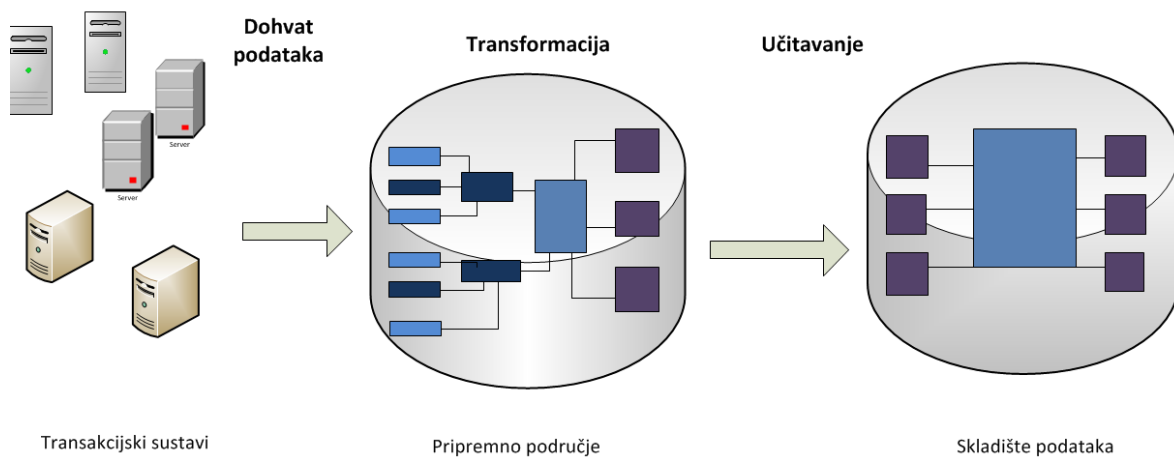 Dohvat
podataka
Transformacija
Učitavanje
Server
Server
Transakcijski sustavi
Pripremno područje
Skladište podataka